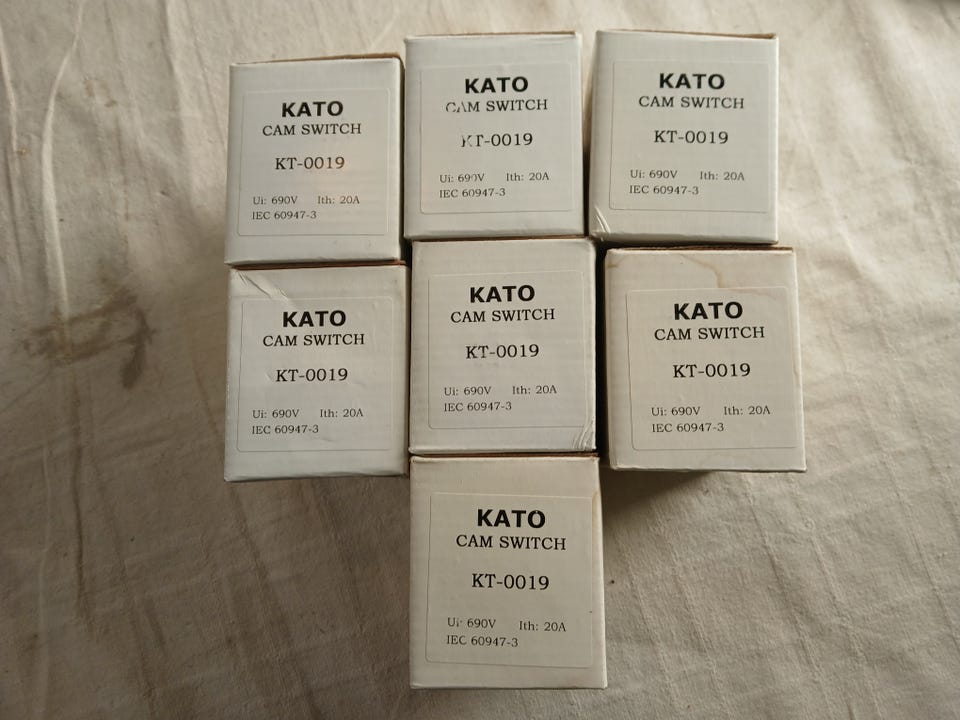 KATO
CAM SWITCH
KT-0019
Ui: 690V Ith: 20A
IEC 60947-3
KATO
CAM SWITCH
KT-0019
Ui: 690V Ith: 20A
IEC 60947-3
KATO
CAM SWITCH
KT-0019
Ui: 690V Ith: 20A
IEC 60947-3
KATO
CAM SWITCH
KT-0019
Ui: 690V Ith: 20A
IEC 60947-3
KATO
CAM SWITCH
KT-0019
Ui: 690V Ith: 20A
IEC 60947-3
KATO
CAM SWITCH
KT-0019
Ui: 690V Ith: 20A
IEC 60947-3
KATO
CAM SWITCH
KT-0019
Ui: 690V Ith: 20A
IEC 60947-3